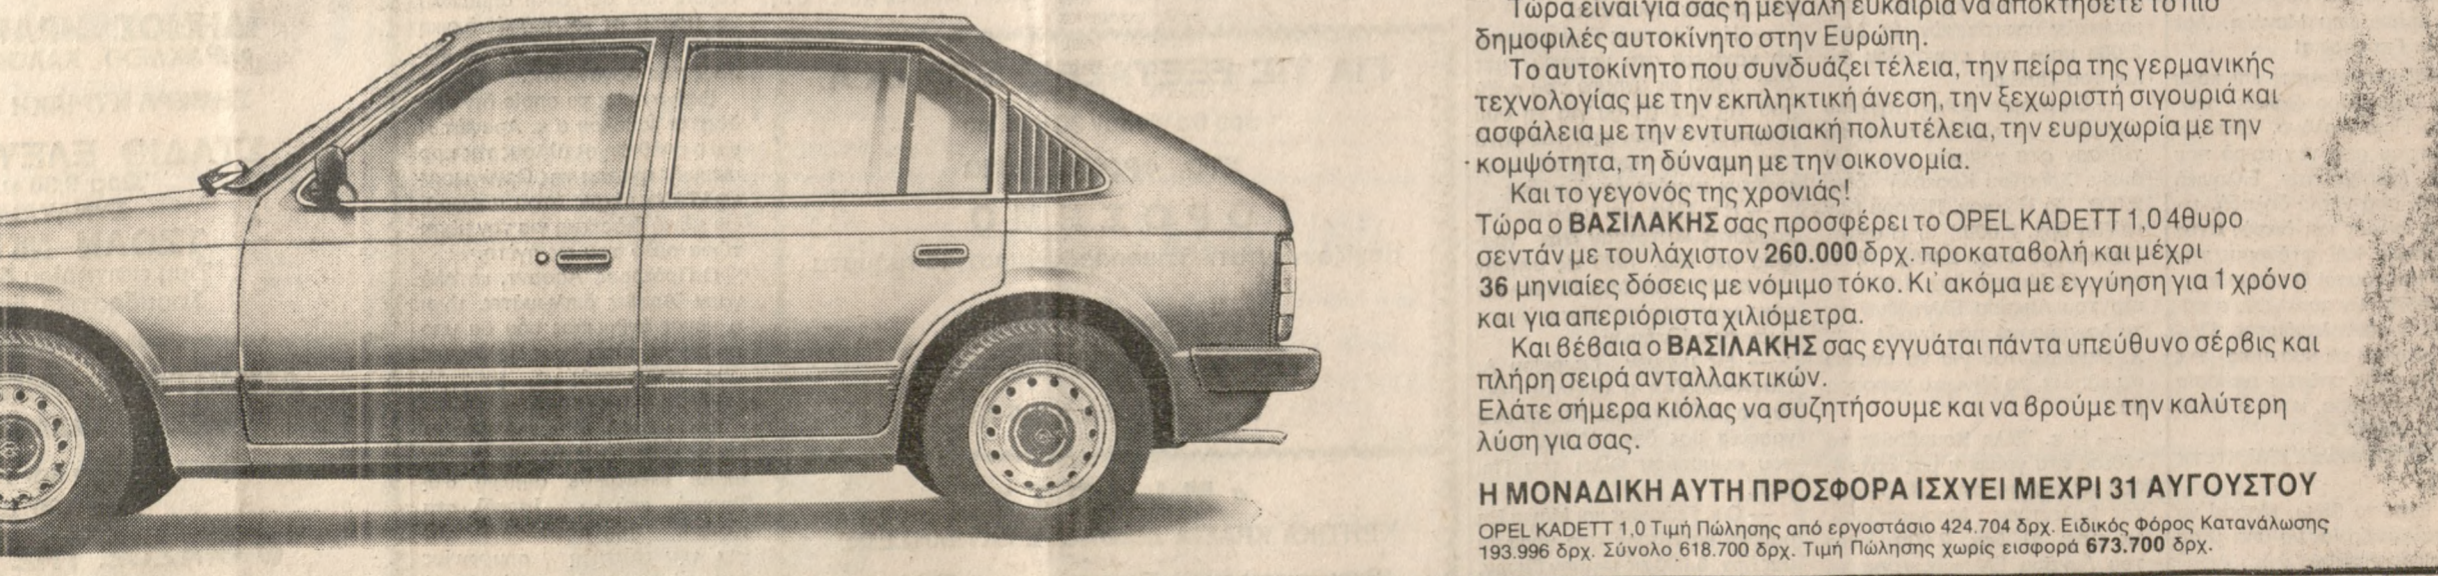 Τώρα είναι για σας η μεγάλη ευκαιρία να αποκτήσετε το πιο
δημοφιλές αυτοκίνητο στην Ευρώπη.
Το αυτοκίνητο που συνδυάζει τέλεια, την πείρα της γερμανικής
τεχνολογίας με την εκπληκτική άνεση, την ξεχωριστή σιγουριά και
ασφάλεια με την εντυπωσιακή πολυτέλεια, την ευρυχωρία με την
κομψότητα, τη δύναμη με την οικονομία.
Και το γεγονός της χρονιάς!
Τώρα ο ΒΑΣΙΛΑΚΗΣ σας προσφέρει το OPEL KADETT 1,0 4θυρο
σεντάν με τουλάχιστον 260.000 δρχ. προκαταβολή και μέχρι
36 μηνιαίες δόσεις με νόμιμο τόκο. Κι' ακόμα με εγγύηση για 1 χρόνο
και για απεριόριστα χιλιόμετρα.
Και βέβαια ο ΒΑΣΙΛΑΚΗΣ σας εγγυάται πάντα υπεύθυνο σέρβις και
πλήρη σειρά ανταλλακτικών.
Ελάτε σήμερα κιόλας να συζητήσουμε και να βρούμε την καλύτερη
λύση για σας.
Η ΜΟΝΑΔΙΚΗ ΑΥΤΗ ΠΡΟΣΦΟΡΑ ΙΣΧΥΕΙ ΜΕΧΡΙ 31 ΑΥΓΟΥΣΤΟΥ
OPEL KADETT 1,0 Τιμή Πώλησης από εργοστάσιο 424.704 δρχ. Ειδικός Φόρος Κατανάλωσης
193.996 δρχ. Σύνολο 618.700 δρχ. Τιμή Πώλησης χωρίς εισφορά 673.700 δρχ.